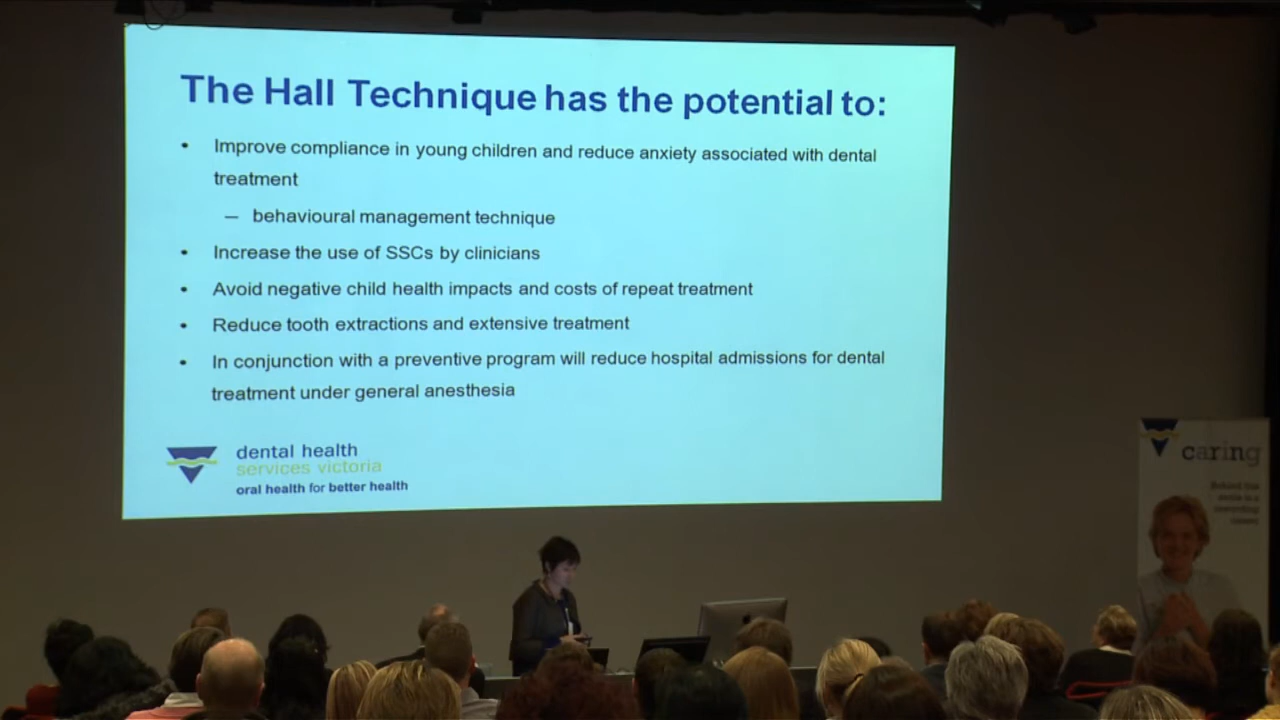 The Hall Technique has the potential to:
• Improve compliance in young children and reduce anxiety associated with dental
treatment
– behavioural management technique
• Increase the use of SSCs by clinicians
• Avoid negative child health impacts and costs of repeat treatment
• Reduce tooth extractions and extensive treatment
• In conjunction with a preventive program will reduce hospital admissions for dental
treatment under general anesthesia
dental health
services victoria
oral health for better health
caring